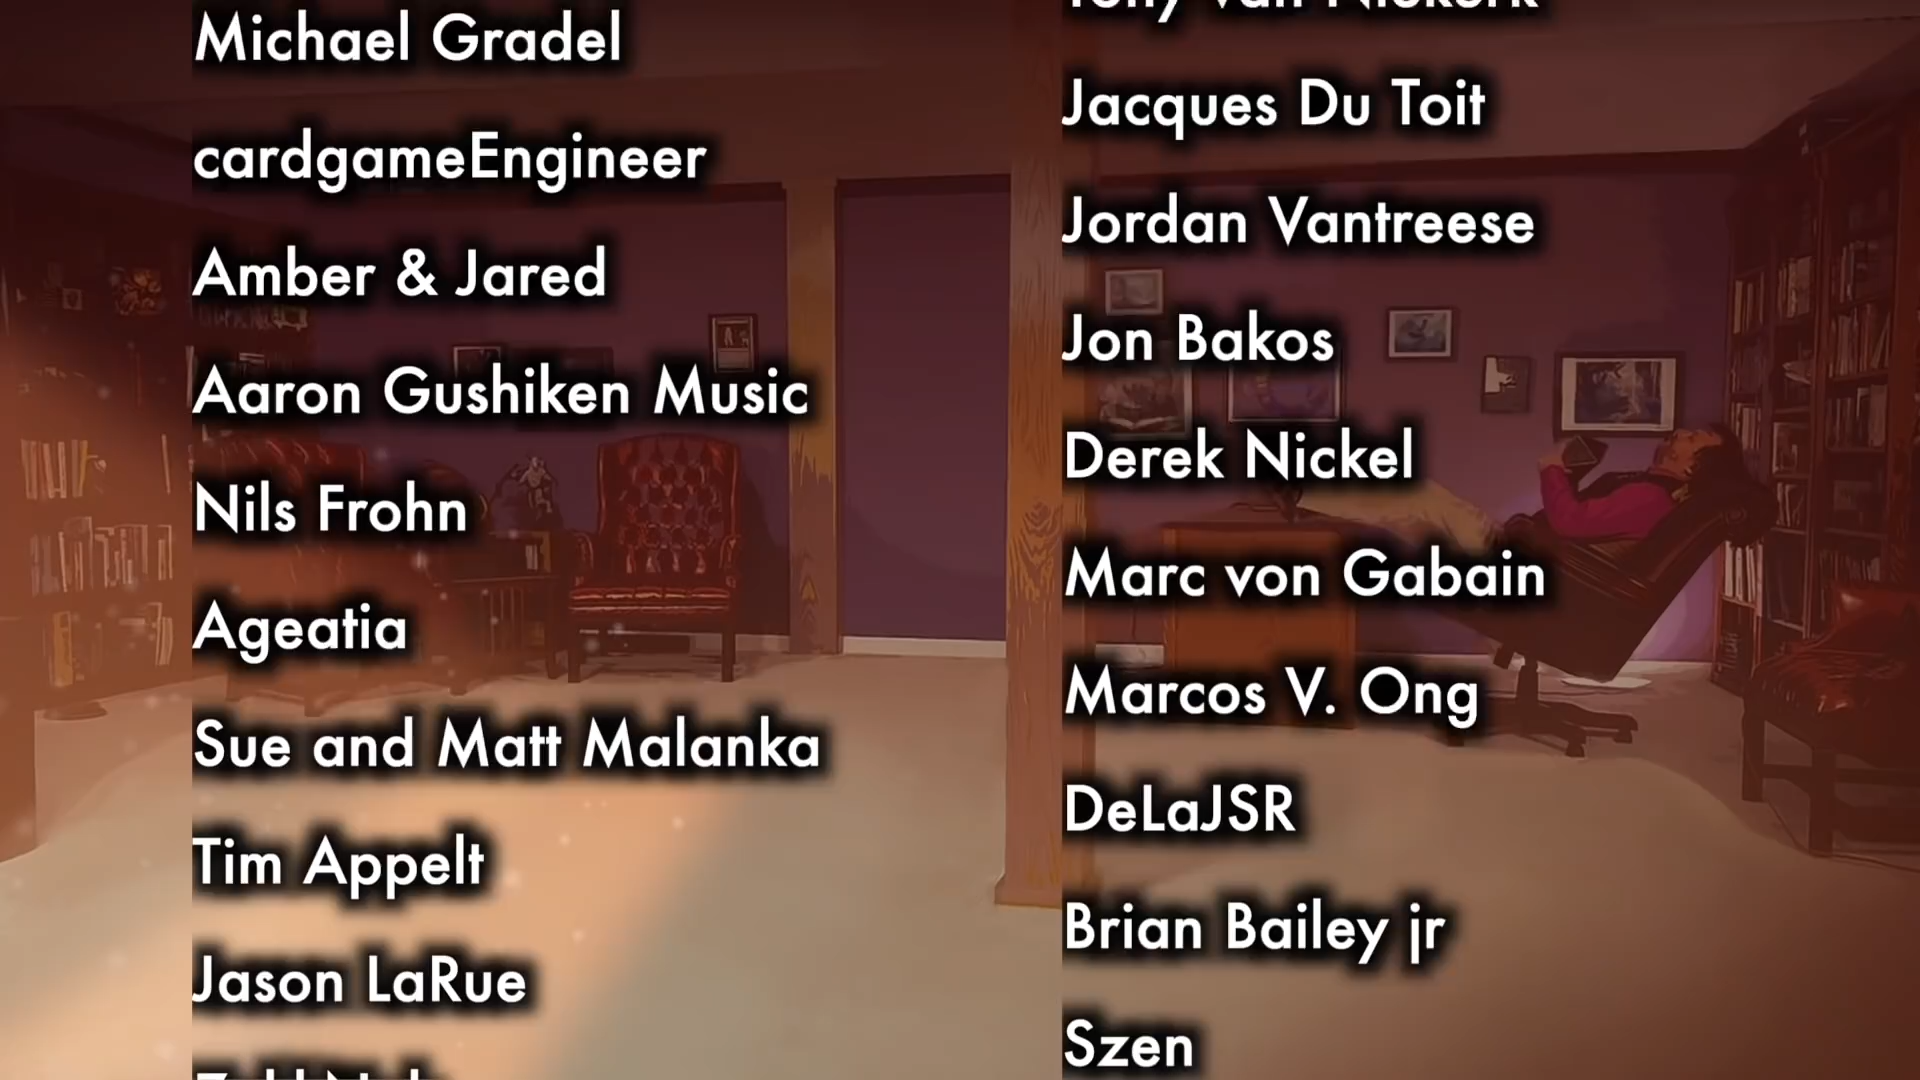 Michael Gradel
cardgameEngineer
Amber & Jared
Aaron Gushiken Music
Nils Frohn
Ageatia
Sue and Matt Malanka
Tim Appelt
Jason LaRue
Jacques Du Toit
Jordan Vantreese
Jon Bakos
Derek Nickel
Marc von Gabain
Marcos V. Ong
DeLaJSR
Brian Bailey jr
Szen